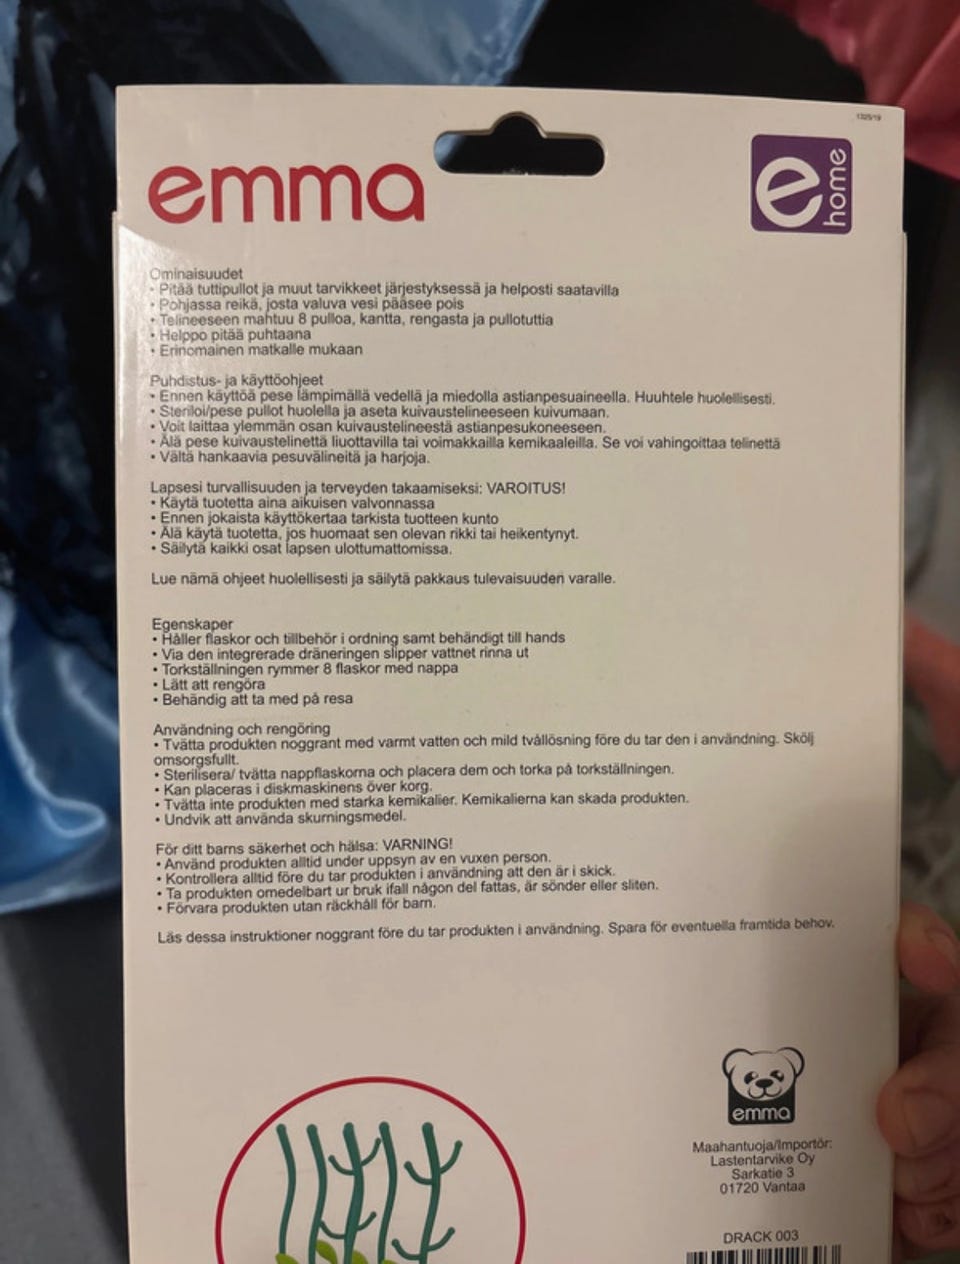 1325/19
emma
e home
Ominaisuudet
• Pitää tuttipullot ja muut tarvikkeet järjestyksessä ja helposti saatavilla
• Pohjassa reikä, josta valuva vesi pääsee pois
• Telineeseen mahtuu 8 pulloa, kantta, rengasta ja pullotuttia
• Helppo pitää puhtaana
• Erinomainen matkalle mukaan
Puhdistus- ja käyttöohjeet
• Ennen käyttöä pese lämpimällä vedellä ja miedolla astianpesuaineella. Huuhtele huolellisesti.
• Steriloi/pese pullot huolella ja aseta kuivaustelineeseen kuivumaan.
• Voit laittaa ylemmän osan kuivaustelineestä astianpesukoneeseen.
• Älä pese kuivaustelinettä liuottavilla tai voimakkailla kemikaaleilla. Se voi vahingoittaa telinettä
• Vältä hankaavia pesuvälineitä ja harjoja.
Lapsesi turvallisuuden ja terveyden takaamiseksi: VAROITUS!
• Käytä tuotetta aina aikuisen valvonnassa
• Ennen jokaista käyttökertaa tarkista tuotteen kunto
• Älä käytä tuotetta, jos huomaat sen olevan rikki tai heikentynyt.
• Säilytä kaikki osat lapsen ulottumattomissa.
Lue nämä ohjeet huolellisesti ja säilytä pakkaus tulevaisuuden varalle.
Egenskaper
• Håller flaskor och tillbehör i ordning samt behändigt till hands
• Via den integrerade dräneringen slipper vattnet rinna ut
• Torkställningen rymmer 8 flaskor med nappa
• Lätt att rengöra
• Behändig att ta med på resa
Användning och rengöring
• Tvätta produkten noggrant med varmt vatten och mild tvållösning före du tar den i användning. Skölj
omsorgsfullt.
• Sterilisera/ tvätta nappflaskorna och placera dem och torka på torkställningen.
• Kan placeras i diskmaskinens över korg.
• Tvätta inte produkten med starka kemikalier. Kemikalierna kan skada produkten.
• Undvik att använda skurningsmedel.
För ditt barns säkerhet och hälsa: VARNING!
• Använd produkten alltid under uppsyn av en vuxen person.
• Kontrollera alltid före du tar produkten i användning att den är i skick.
• Ta produkten omedelbart ur bruk ifall någon del fattas, är sönder eller sliten.
• Förvara produkten utan räckhåll för barn.
Läs dessa instruktioner noggrant före du tar produkten i användning. Spara för eventuella framtida behov.
emma
Maahantuoja/Importör:
Lastentarvike Oy
Sarkatie 3
01720 Vantaa
DRACK 003